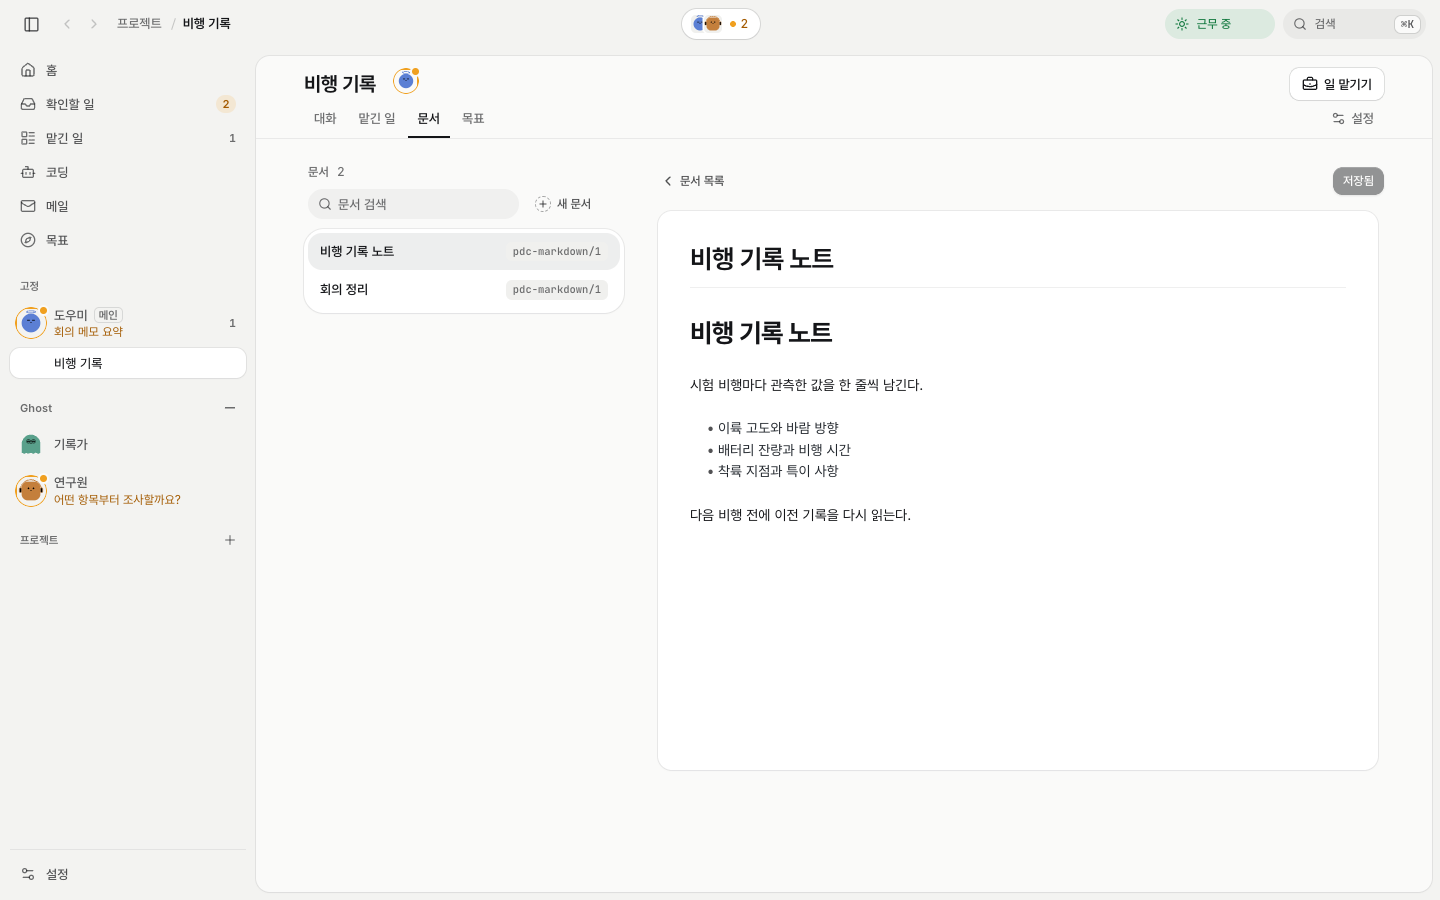 프로젝트 / 비행 기록
2
근무 중
검색 ⌘K
홈
확인할 일 2
맡긴 일 1
코딩
메일
목표
고정
도우미 메인
회의 메모 요약
1
비행 기록
Ghost
기록가
연구원
어떤 항목부터 조사할까요?
프로젝트
설정
비행 기록
일 맡기기
대화 맡긴 일 문서 목표
설정
문서 2
문서 검색
새 문서
비행 기록 노트 pdc-markdown/1
회의 정리 pdc-markdown/1
문서 목록
저장됨
비행 기록 노트
비행 기록 노트
시험 비행마다 관측한 값을 한 줄씩 남긴다.
• 이륙 고도와 바람 방향
• 배터리 잔량과 비행 시간
• 착륙 지점과 특이 사항
다음 비행 전에 이전 기록을 다시 읽는다.